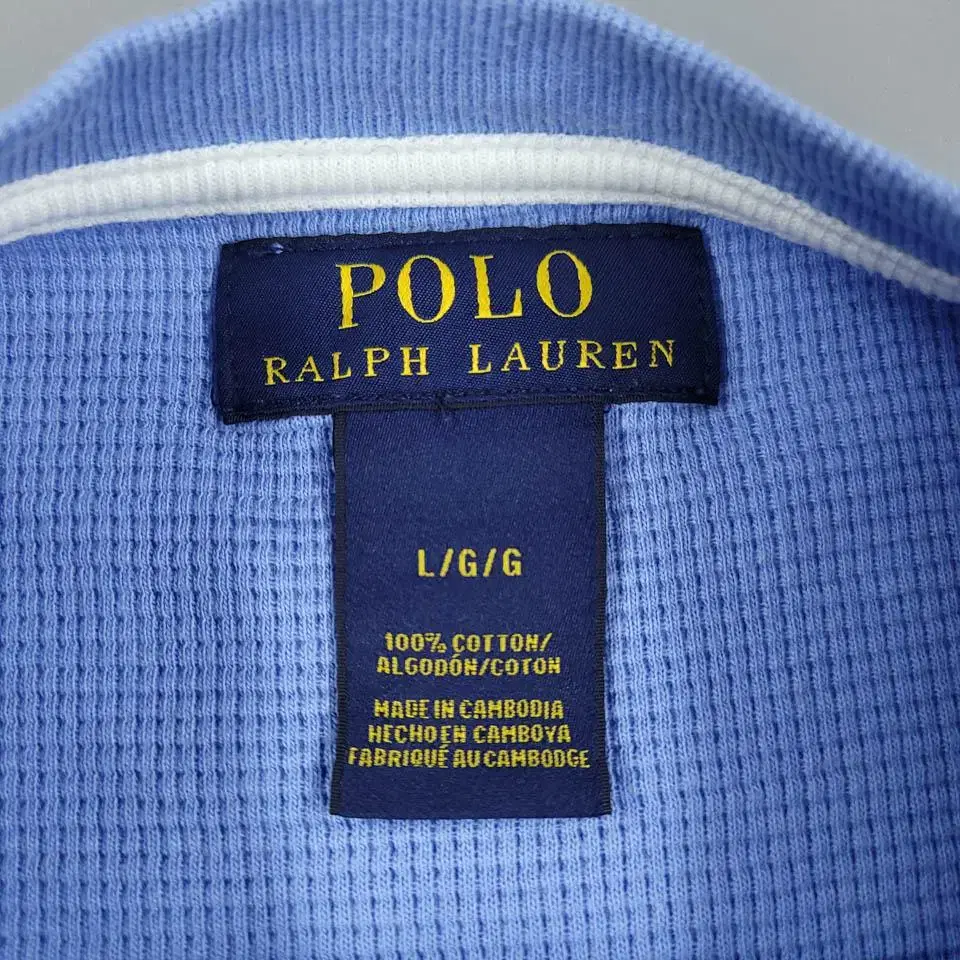 POLO
RALPH LAUREN
L/G/G
100% COTTON/
ALGODÓN/COTON
MADE IN CAMBODIA
HECHO EN CAMBOYA
FABRIQUÉ AU CAMBODGE